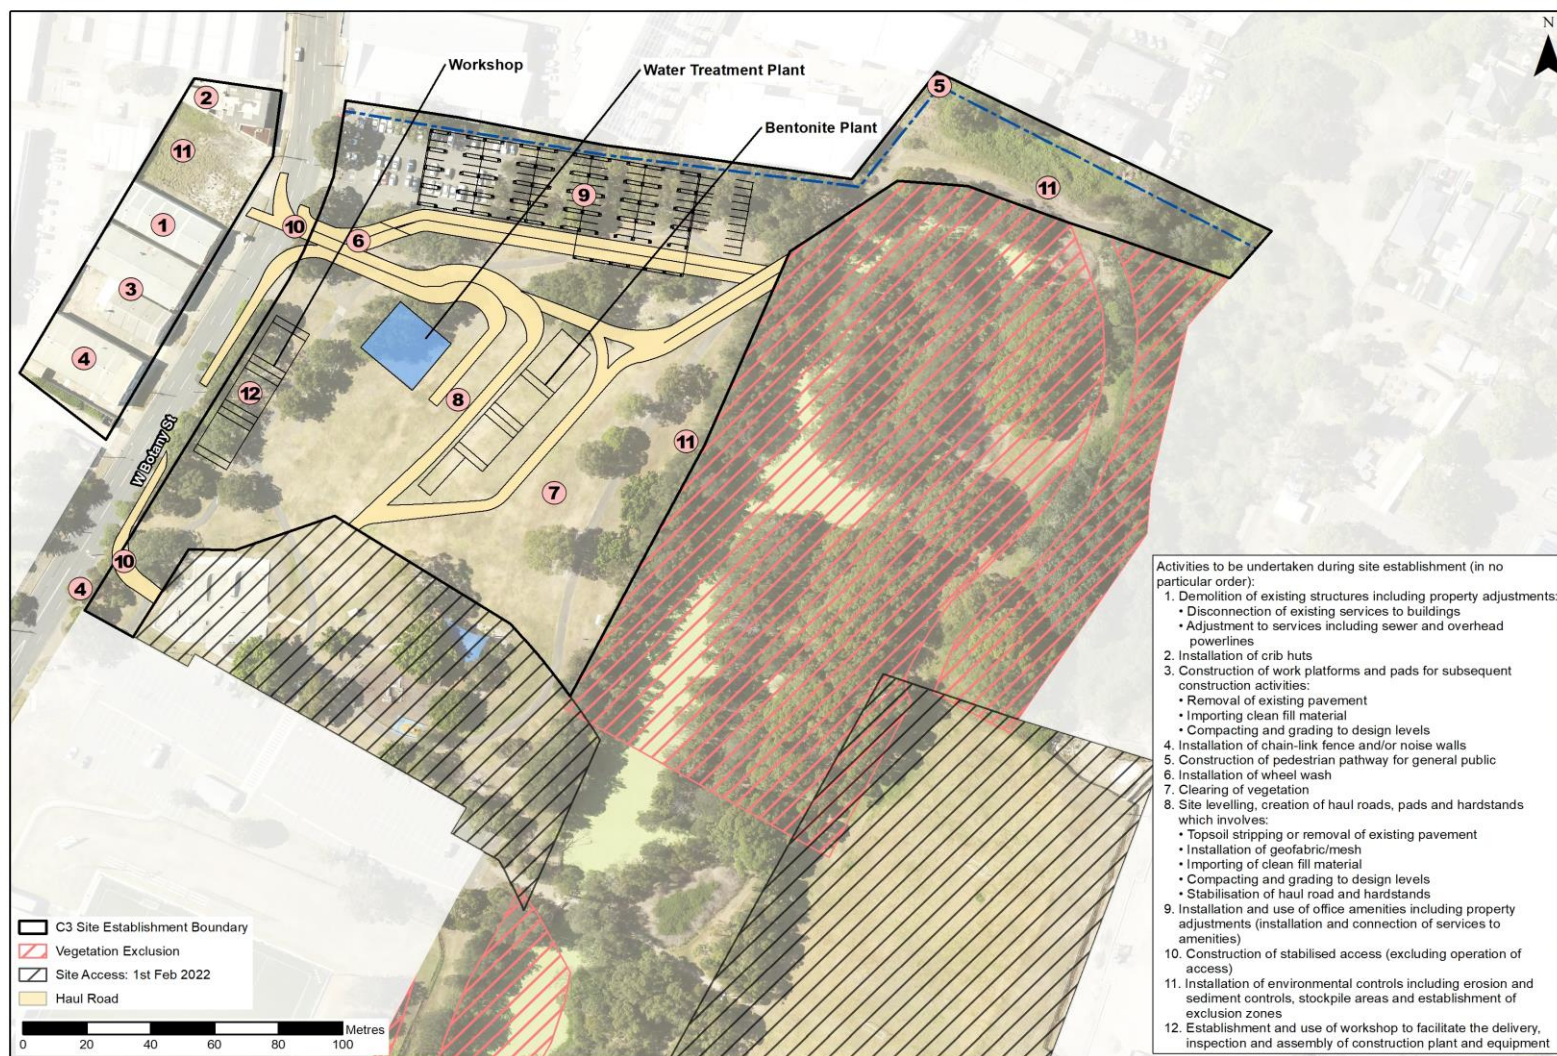 N
5
Workshop
Water Treatment Plant
2
Bentonite Plant
11
9
11
1
10
6
3
4
12
8
11
W Botany St
7
10
4
Activities to be undertaken during site establishment (in no
particular order):
1. Demolition of existing structures including property adjustments:
• Disconnection of existing services to buildings
• Adjustment to services including sewer and overhead
powerlines
2. Installation of crib huts
3. Construction of work platforms and pads for subsequent
construction activities:
• Removal of existing pavement
• Importing clean fill material
• Compacting and grading to design levels
4. Installation of chain-link fence and/or noise walls
5. Construction of pedestrian pathway for general public
6. Installation of wheel wash
7. Clearing of vegetation
8. Site levelling, creation of haul roads, pads and hardstands
which involves:
• Topsoil stripping or removal of existing pavement
• Installation of geofabric/mesh
• Importing of clean fill material
• Compacting and grading to design levels
• Stabilisation of haul road and hardstands
9. Installation and use of office amenities including property
adjustments (installation and connection of services to
amenities)
10. Construction of stabilised access (excluding operation of
access)
11. Installation of environmental controls including erosion and
sediment controls, stockpile areas and establishment of
exclusion zones
12. Establishment and use of workshop to facilitate the delivery,
inspection and assembly of construction plant and equipment
C3 Site Establishment Boundary
Vegetation Exclusion
Site Access: 1st Feb 2022
Haul Road
Metres
0 20 40 60 80 100